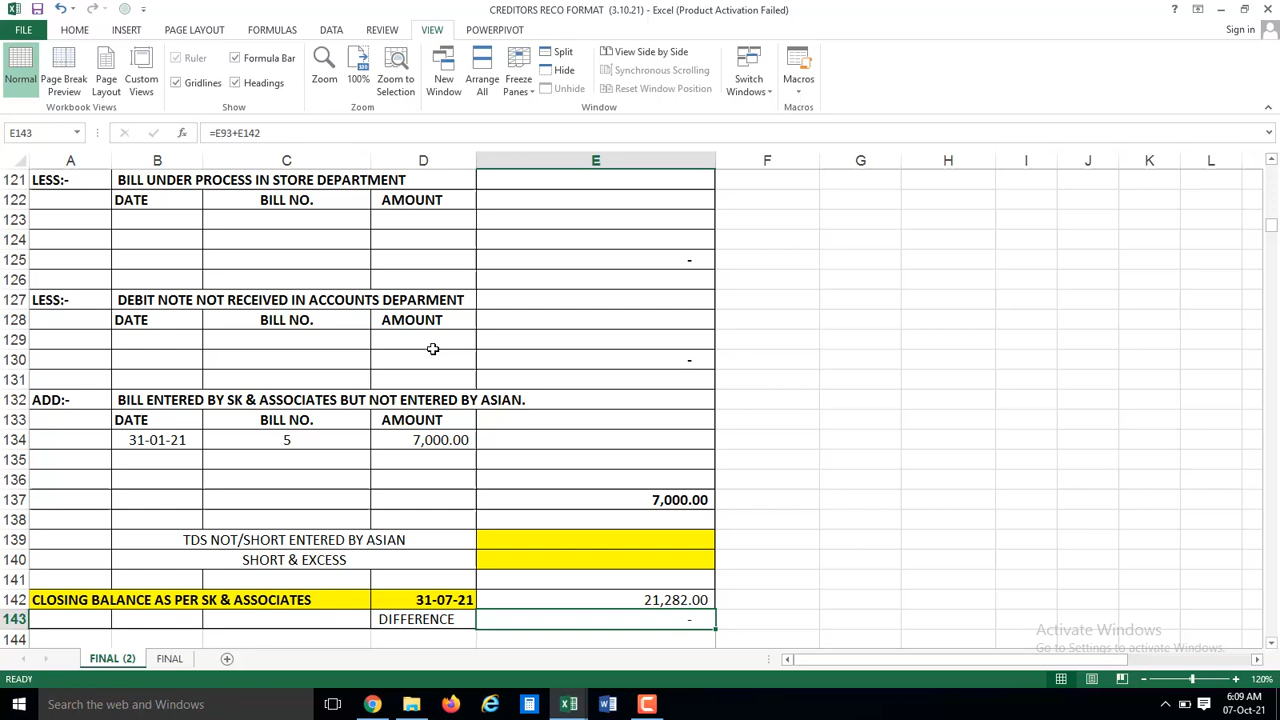 CREDITORS RECO FORMAT (3.10.21) - Excel (Product Activation Failed)
FILE HOME INSERT PAGE LAYOUT FORMULAS DATA REVIEW VIEW POWERPIVOT Sign in
Normal Page Break Preview Page Layout Custom Views
Workbook Views
Ruler Formula Bar
Gridlines Headings
Show
Zoom 100% Zoom to Selection
Zoom
New Window Arrange All Freeze Panes
Split
Hide
Unhide
View Side by Side
Synchronous Scrolling
Reset Window Position
Window
Switch Windows
Macros
Macros
E143 =E93+E142
A B C D E F G H I J K L
121 LESS:- BILL UNDER PROCESS IN STORE DEPARTMENT
122 DATE BILL NO. AMOUNT
123
124
125 -
126
127 LESS:- DEBIT NOTE NOT RECEIVED IN ACCOUNTS DEPARMENT
128 DATE BILL NO. AMOUNT
129
130 -
131
132 ADD:- BILL ENTERED BY SK & ASSOCIATES BUT NOT ENTERED BY ASIAN.
133 DATE BILL NO. AMOUNT
134 31-01-21 5 7,000.00
135
136
137 7,000.00
138
139 TDS NOT/SHORT ENTERED BY ASIAN
140 SHORT & EXCESS
141
142 CLOSING BALANCE AS PER SK & ASSOCIATES 31-07-21 21,282.00
143 DIFFERENCE -
144
Activate Windows
Go to Settings to activate Windows.
FINAL (2) FINAL
READY 120%
Search the web and Windows
6:09 AM
07-Oct-21